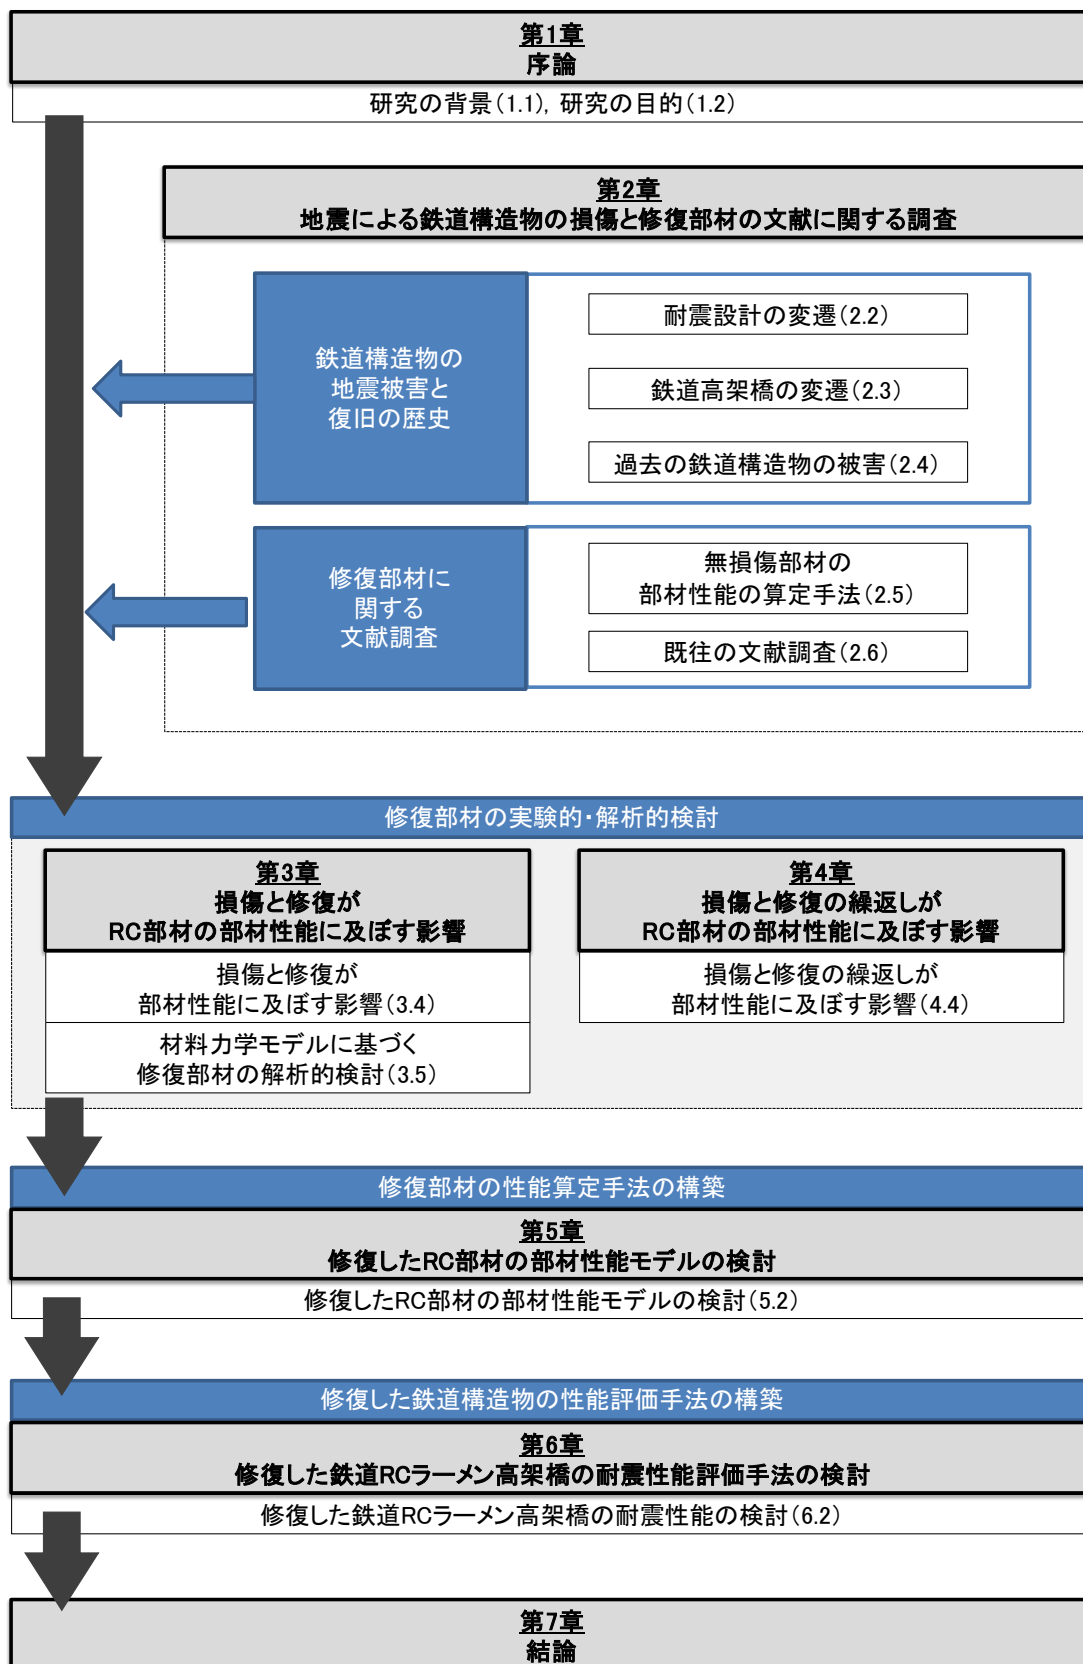 第1章
序論
研究の背景(1.1), 研究の目的(1.2)
第2章
地震による鉄道構造物の損傷と修復部材の文献に関する調査
鉄道構造物の
地震被害と
復旧の歴史
耐震設計の変遷(2.2)
鉄道高架橋の変遷(2.3)
過去の鉄道構造物の被害(2.4)
修復部材に
関する
文献調査
無損傷部材の
部材性能の算定手法(2.5)
既往の文献調査(2.6)
修復部材の実験的・解析的検討
第3章
損傷と修復が
RC部材の部材性能に及ぼす影響
損傷と修復が
部材性能に及ぼす影響(3.4)
材料力学モデルに基づく
修復部材の解析的検討(3.5)
第4章
損傷と修復の繰返しが
RC部材の部材性能に及ぼす影響
損傷と修復の繰返しが
部材性能に及ぼす影響(4.4)
修復部材の性能算定手法の構築
第5章
修復したRC部材の部材性能モデルの検討
修復したRC部材の部材性能モデルの検討(5.2)
修復した鉄道構造物の性能評価手法の構築
第6章
修復した鉄道RCラーメン高架橋の耐震性能評価手法の検討
修復した鉄道RCラーメン高架橋の耐震性能の検討(6.2)
第7章
結論